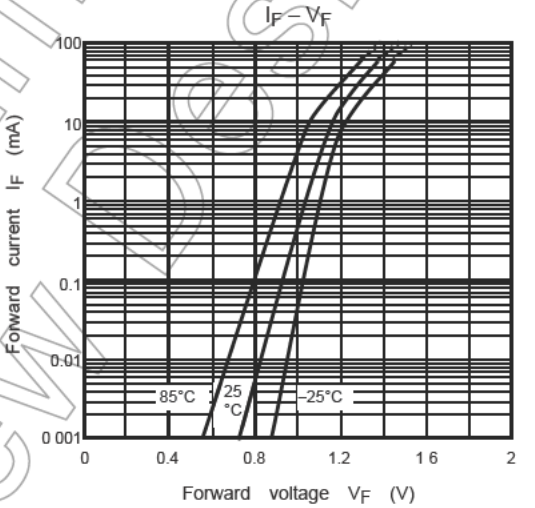 IF – VF
100
10
1
0.1
0.01
0 001
Forward current IF (mA)
85°C
25
°C
–25°C
0
0.4
0.8
1.2
1 6
2
Forward voltage VF (V)